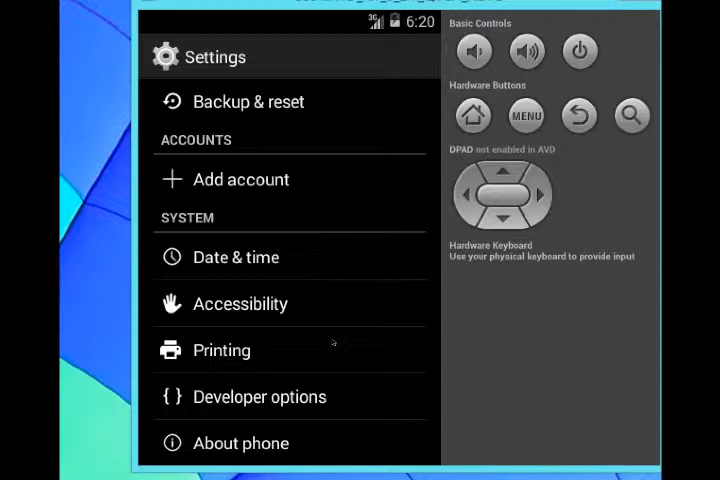 3G 6:20
Settings
Backup & reset
ACCOUNTS
Add account
SYSTEM
Date & time
Accessibility
Printing
Developer options
About phone
Basic Controls
Hardware Buttons
MENU
DPAD not enabled in AVD
Hardware Keyboard
Use your physical keyboard to provide input